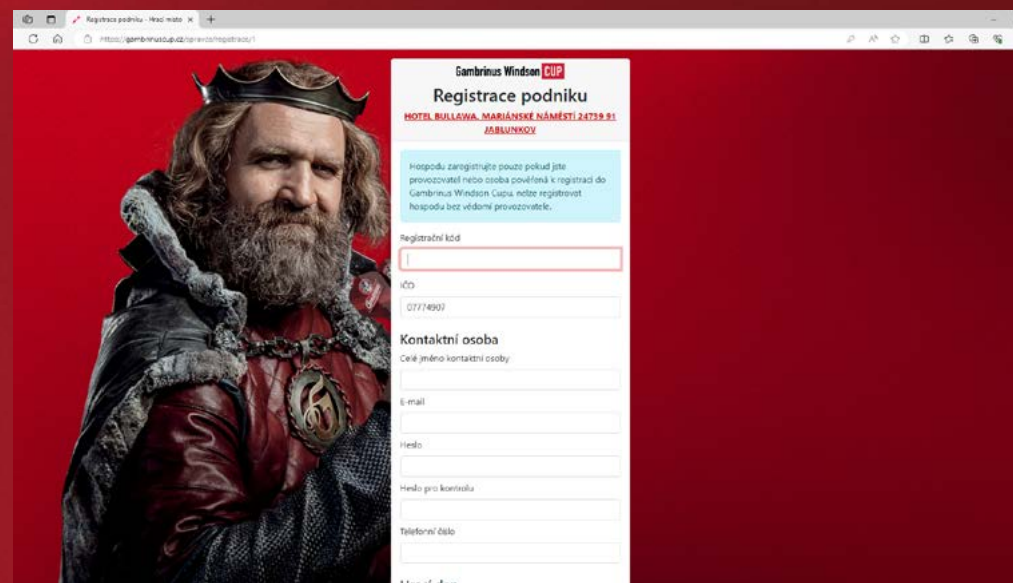 Registrace podniku - Hrací místo
https://gambrinuscup.cz/spravce/registrace/1
Gambrinus Windson CUP
Registrace podniku
HOTEL BULLAWA, MARIÁNSKÉ NÁMĚSTÍ 24739 91
JABLUNKOV
Hospodu zaregistrujte pouze pokud jste
provozovatel nebo osoba pověřená k registraci do
Gambrinus Windson Cupu, nelze registrovat
hospodu bez vědomí provozovatele.
Registrační kód
IČO
07774907
Kontaktní osoba
Celé jméno kontaktní osoby
E-mail
Heslo
Heslo pro kontrolu
Telefonní číslo